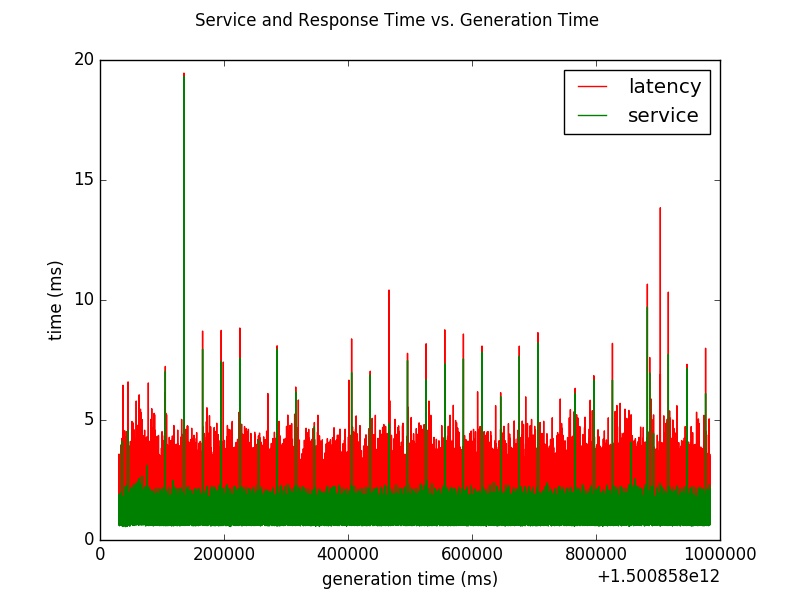 Service and Response Time vs. Generation Time
20
15
10
5
0
time (ms)
latency
service
0 200000 400000 600000 800000 1000000
generation time (ms)
+1.500858e12